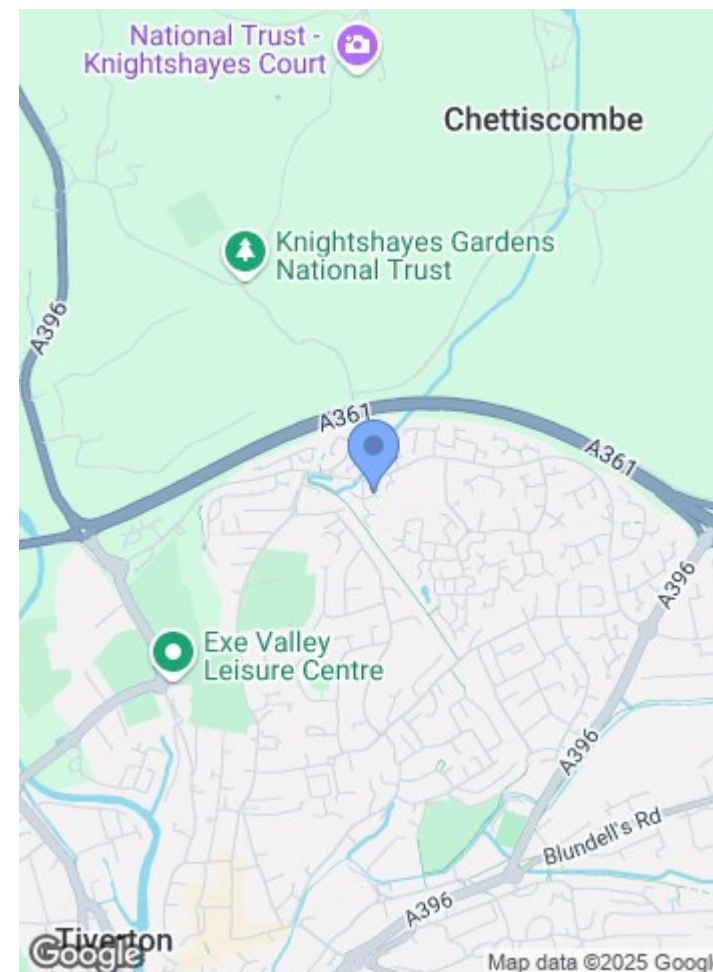 National Trust -
Knightshayes Court
Chettiscombe
Knightshayes Gardens
National Trust
A396
A361
A361
A396
Exe Valley
Leisure Centre
A396
Blundell's Rd
A396
Tiverton
Google
Map data ©2025 Google